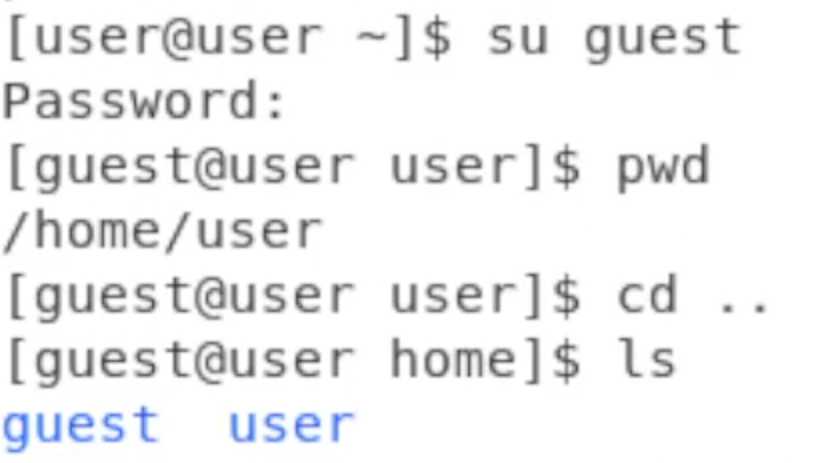 [user@user ~]$ su guest
Password:
[guest@user user]$ pwd
/home/user
[guest@user user]$ cd ..
[guest@user home]$ ls
guest  user